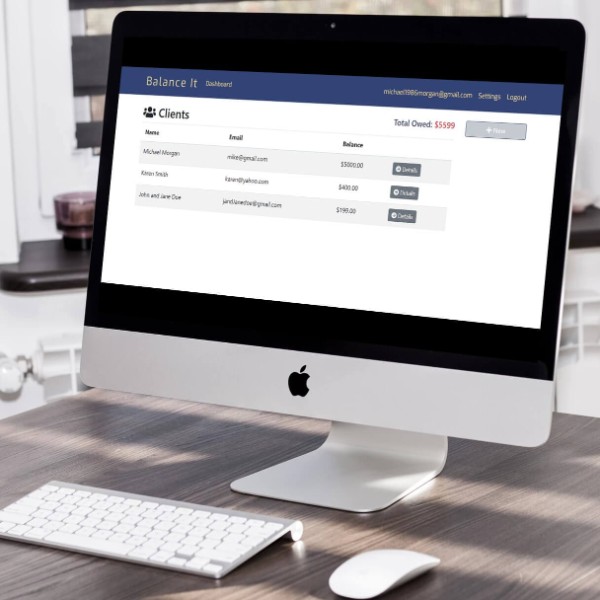 Balance It Dashboard michael1986morgan@gmail.com Settings Logout
Clients Total Owed: $5599 New
Name Email Balance
Michael Morgan mike@gmail.com $5000.00 Details
Karen Smith karen@yahoo.com $400.00 Details
John and Jane Doe jandjanedoe@gmail.com $199.00 Details